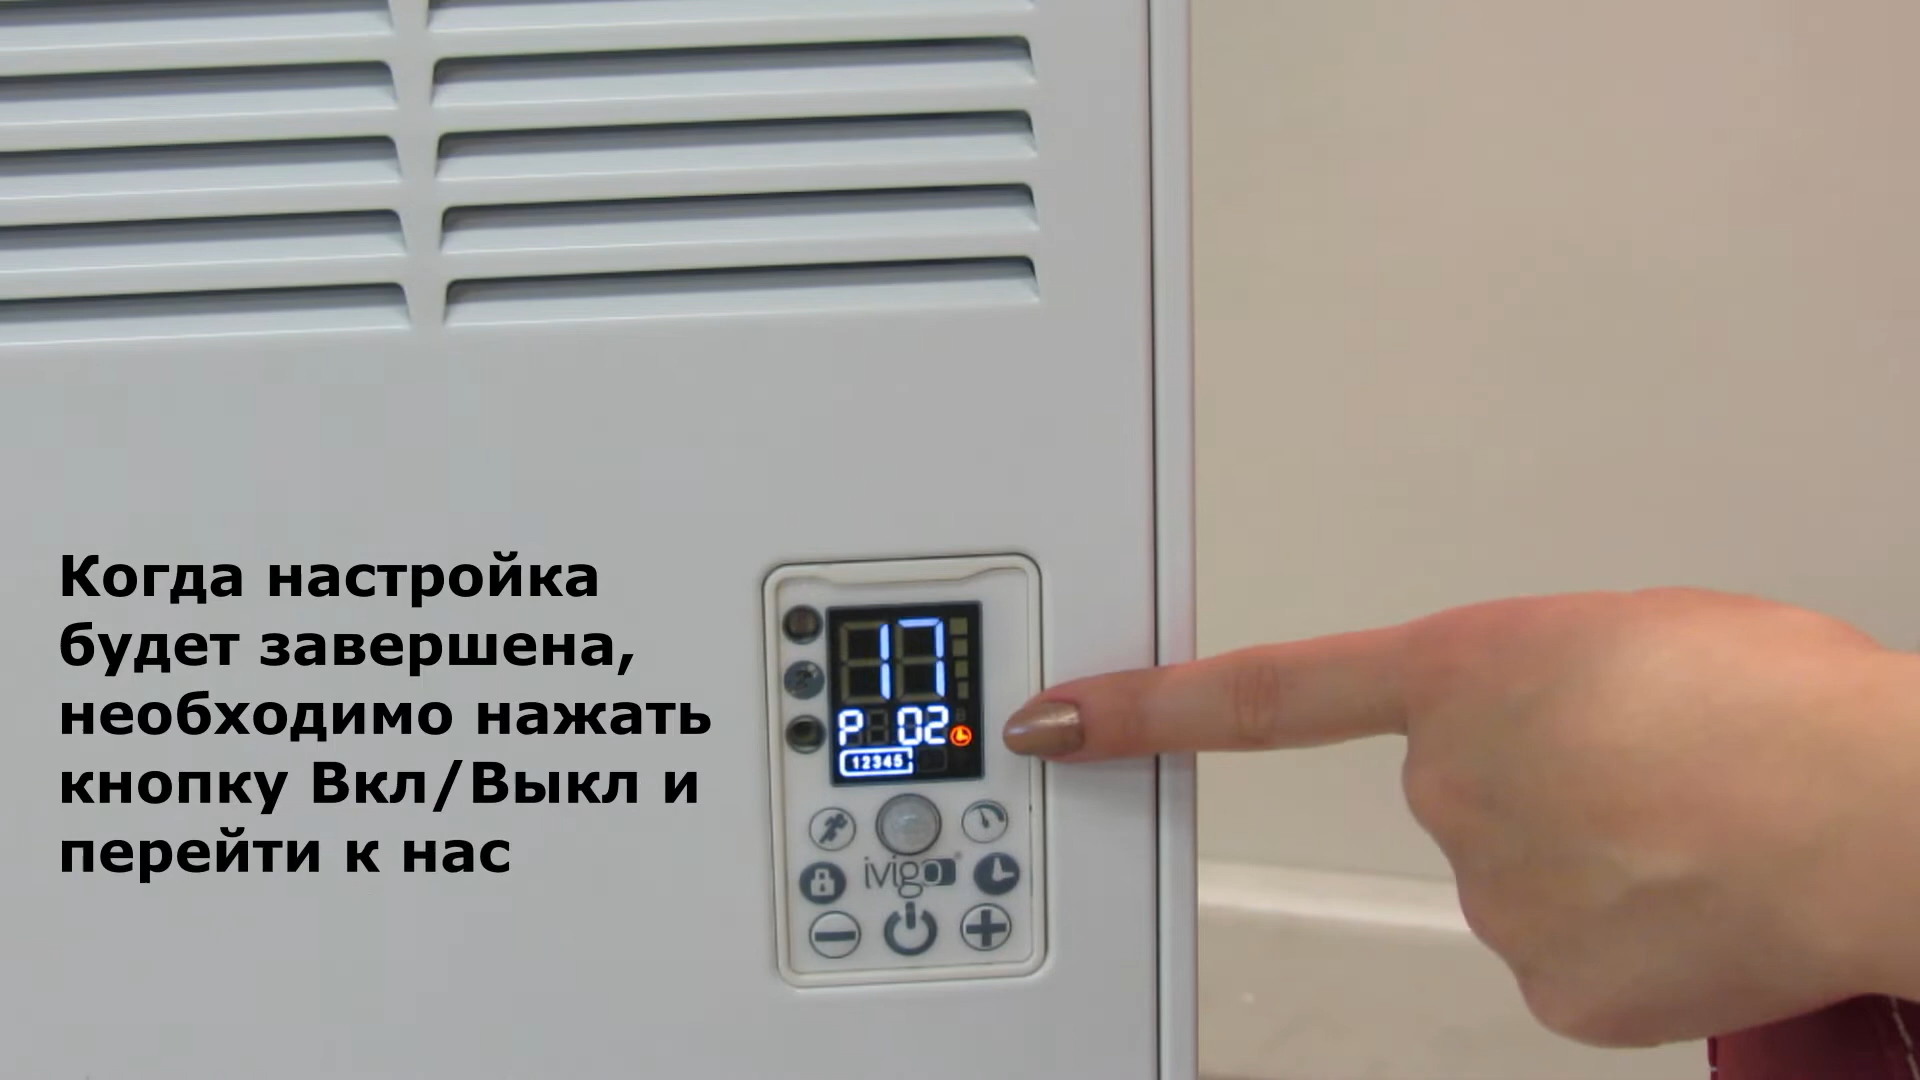 Когда настройка
будет завершена,
необходимо нажать
кнопку Вкл/Выкл и
перейти к нас
17
P 02
12345
ivigo